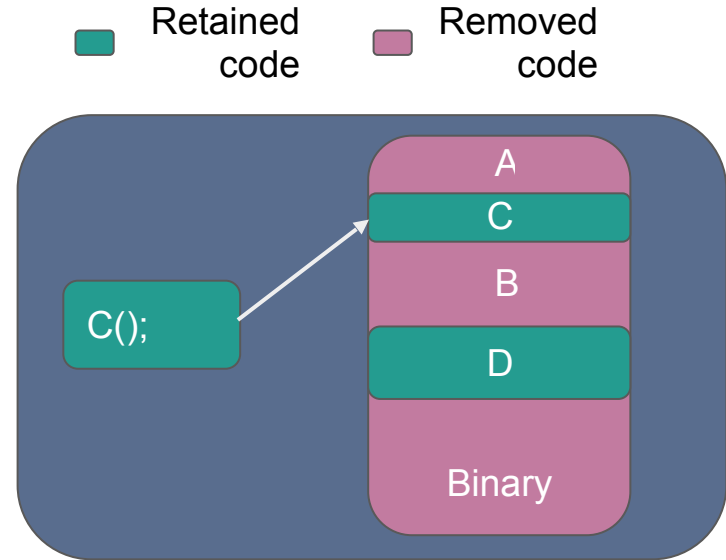 Retained
code
Removed
code
A
C
B
C();
D
Binary